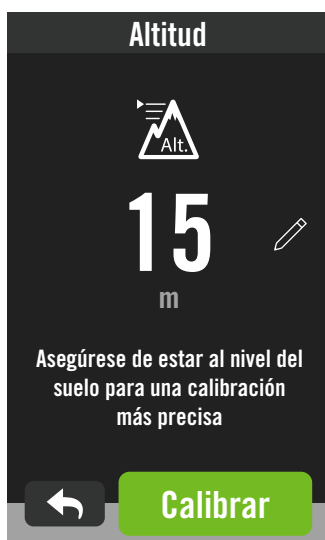 Altitud
Alt.
15
m
Asegúrese de estar al nivel del
suelo para una calibración
más precisa
Calibrar